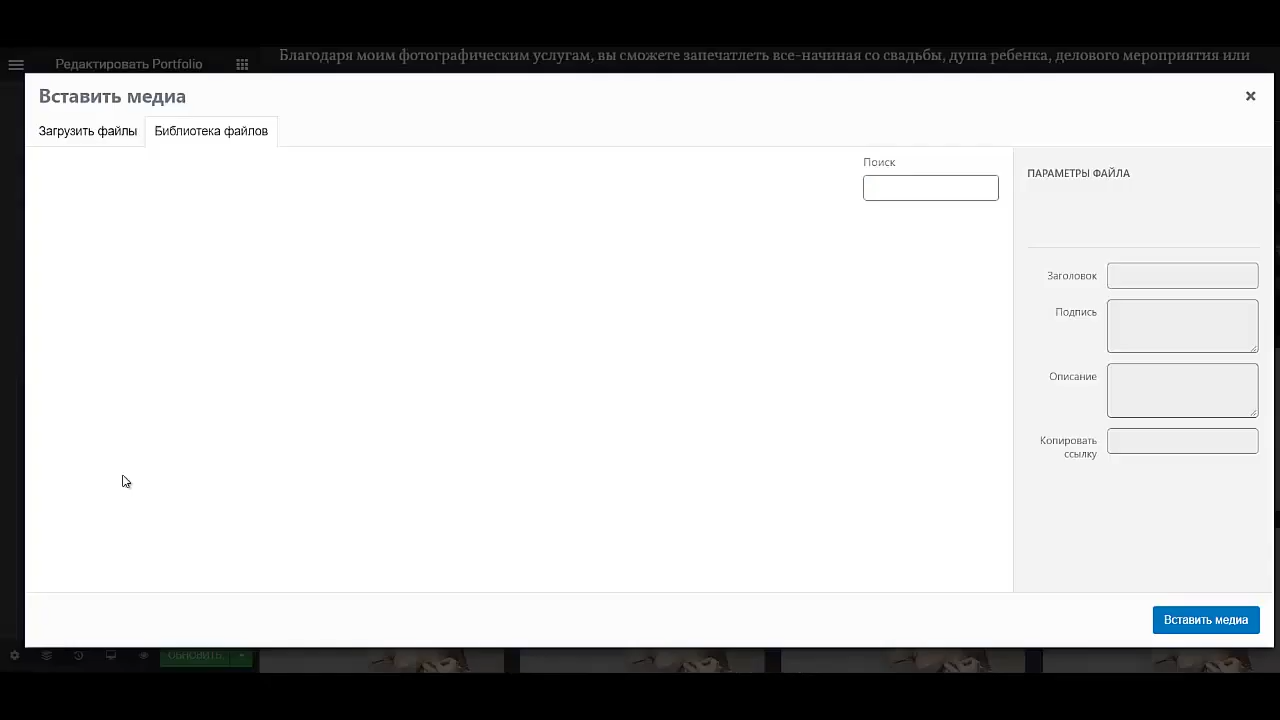 Благодаря моим фотографическим услугам, вы сможете запечатлеть все-начиная со свадьбы, душа ребенка, делового мероприятия или
Редактировать Portfolio
Вставить медиа
Загрузить файлы
Библиотека файлов
Поиск
ПАРАМЕТРЫ ФАЙЛА
Заголовок
Подпись
Описание
Копировать
ссылку
Вставить медиа
ОБНОВИТЬ